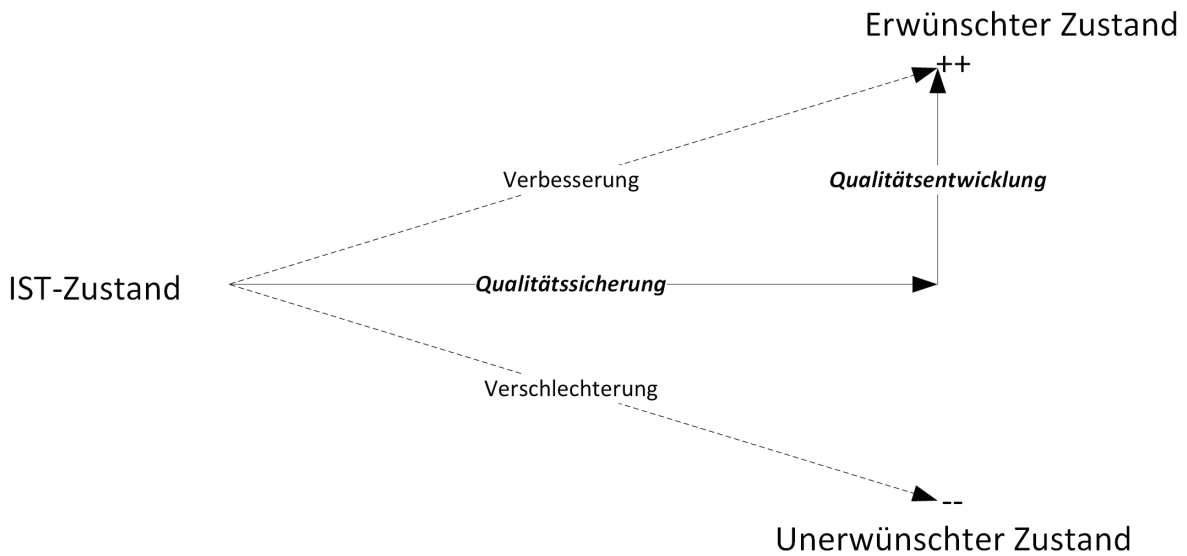 Erwünschter Zustand
++
Verbesserung
Qualitätsentwicklung
IST-Zustand
Qualitätssicherung
Verschlechterung
--
Unerwünschter Zustand